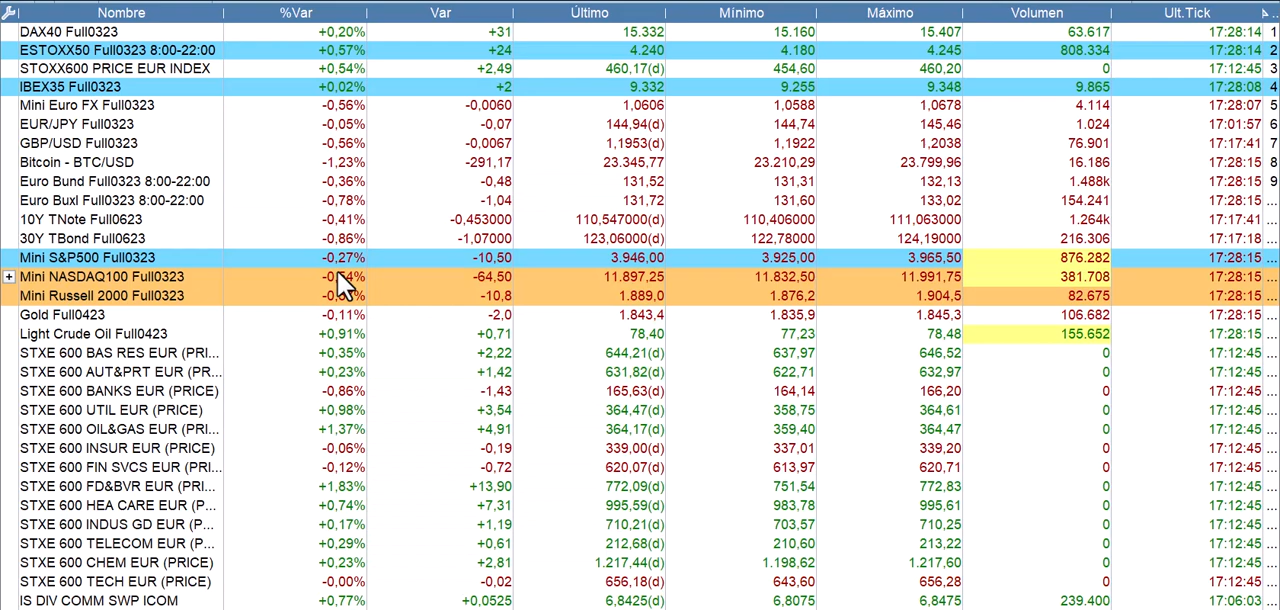 Nombre %Var Var Último Mínimo Máximo Volumen Ult.Tick
DAX40 Full0323 +0,20% +31 15.332 15.160 15.407 63.617 17:28:14 1
ESTOXX50 Full0323 8:00-22:00 +0,57% +24 4.240 4.180 4.245 808.334 17:28:14 2
STOXX600 PRICE EUR INDEX +0,54% +2,49 460,17(d) 454,60 460,20 0 17:12:45 3
IBEX35 Full0323 +0,02% +2 9.332 9.255 9.348 9.865 17:28:08 4
Mini Euro FX Full0323 -0,56% -0,0060 1,0606 1,0588 1,0678 4.114 17:28:07 5
EUR/JPY Full0323 -0,05% -0,07 144,94(d) 144,74 145,46 1.024 17:01:57 6
GBP/USD Full0323 -0,56% -0,0067 1,1953(d) 1,1922 1,2038 76.901 17:17:41 7
Bitcoin - BTC/USD -1,23% -291,17 23.345,77 23.210,29 23.799,96 16.186 17:28:15 8
Euro Bund Full0323 8:00-22:00 -0,36% -0,48 131,52 131,31 132,13 1.488k 17:28:15 9
Euro Buxl Full0323 8:00-22:00 -0,78% -1,04 131,72 131,60 133,02 154.241 17:28:15 ...
10Y TNote Full0623 -0,41% -0,453000 110,547000(d) 110,406000 111,063000 1.264k 17:17:41 ...
30Y TBond Full0623 -0,86% -1,07000 123,06000(d) 122,78000 124,19000 216.306 17:17:18 ...
Mini S&P500 Full0323 -0,27% -10,50 3.946,00 3.925,00 3.965,50 876.282 17:28:15 ...
Mini NASDAQ100 Full0323 -64,50 11.897,25 11.832,50 11.991,75 381.708 17:28:15 ...
Mini Russell 2000 Full0323 -10,8 1.889,0 1.876,2 1.904,5 82.675 17:28:15 ...
Gold Full0423 -0,11% -2,0 1.843,4 1.835,9 1.845,3 106.682 17:28:15 ...
Light Crude Oil Full0423 +0,91% +0,71 78,40 77,23 78,48 155.652 17:28:15 ...
STXE 600 BAS RES EUR (PRI... +0,35% +2,22 644,21(d) 637,97 646,52 0 17:12:45 ...
STXE 600 AUT&PRT EUR (PR... +0,23% +1,42 631,82(d) 622,71 632,97 0 17:12:45 ...
STXE 600 BANKS EUR (PRICE) -0,86% -1,43 165,63(d) 164,14 166,20 0 17:12:45 ...
STXE 600 UTIL EUR (PRICE) +0,98% +3,54 364,47(d) 358,75 364,61 0 17:12:45 ...
STXE 600 OIL&GAS EUR (PRI... +1,37% +4,91 364,17(d) 359,40 364,47 0 17:12:45 ...
STXE 600 INSUR EUR (PRICE) -0,06% -0,19 339,00(d) 337,01 339,20 0 17:12:45 ...
STXE 600 FIN SVCS EUR (PRI... -0,12% -0,72 620,07(d) 613,97 620,71 0 17:12:45 ...
STXE 600 FD&BVR EUR (PRI... +1,83% +13,90 772,09(d) 751,54 772,83 0 17:12:45 ...
STXE 600 HEA CARE EUR (P... +0,74% +7,31 995,59(d) 983,78 995,61 0 17:12:45 ...
STXE 600 INDUS GD EUR (P... +0,17% +1,19 710,21(d) 703,57 710,25 0 17:12:45 ...
STXE 600 TELECOM EUR (P... +0,29% +0,61 212,68(d) 210,60 213,22 0 17:12:45 ...
STXE 600 CHEM EUR (PRICE) +0,23% +2,81 1.217,44(d) 1.198,62 1.217,60 0 17:12:45 ...
STXE 600 TECH EUR (PRICE) -0,00% -0,02 656,18(d) 643,60 656,28 0 17:12:45 ...
IS DIV COMM SWP ICOM +0,77% +0,0525 6,8425(d) 6,8075 6,8475 239.400 17:06:03 ...